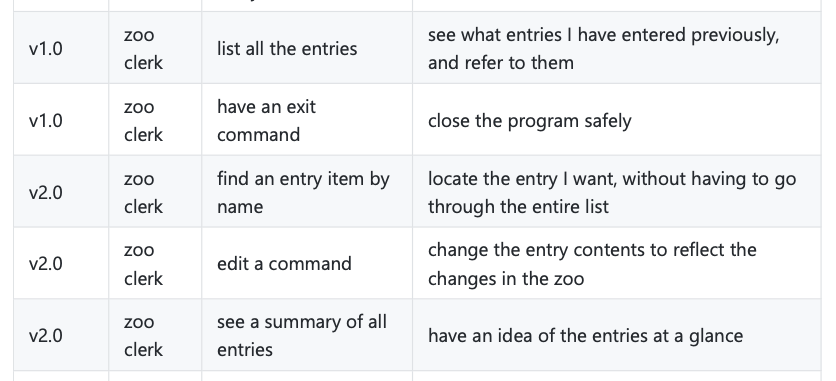 v1.0 zoo clerk list all the entries see what entries I have entered previously, and refer to them
v1.0 zoo clerk have an exit command close the program safely
v2.0 zoo clerk find an entry item by name locate the entry I want, without having to go through the entire list
v2.0 zoo clerk edit a command change the entry contents to reflect the changes in the zoo
v2.0 zoo clerk see a summary of all entries have an idea of the entries at a glance